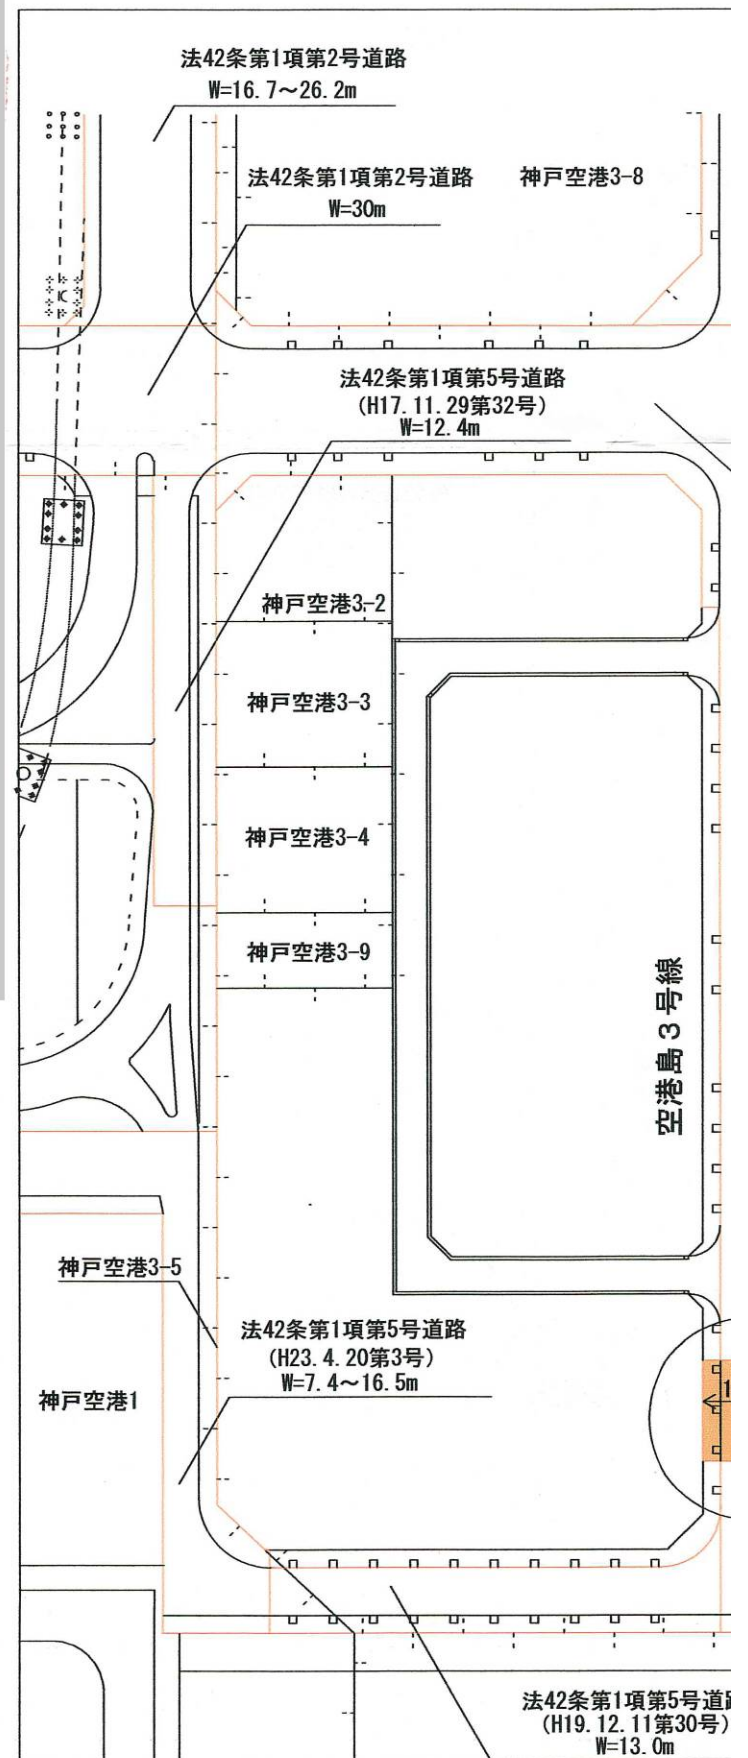 法42条第1項第2号道路
W=16.7～26.2m
法42条第1項第2号道路
W=30m
神戸空港3-8
法42条第1項第5号道路
(H17.11.29第32号)
W=12.4m
神戸空港3-2
神戸空港3-3
神戸空港3-4
神戸空港3-9
空港島3号線
神戸空港3-5
法42条第1項第5号道路
(H23.4.20第3号)
W=7.4～16.5m
神戸空港1
1
法42条第1項第5号道
(H19.12.11第30号)
W=13.0m